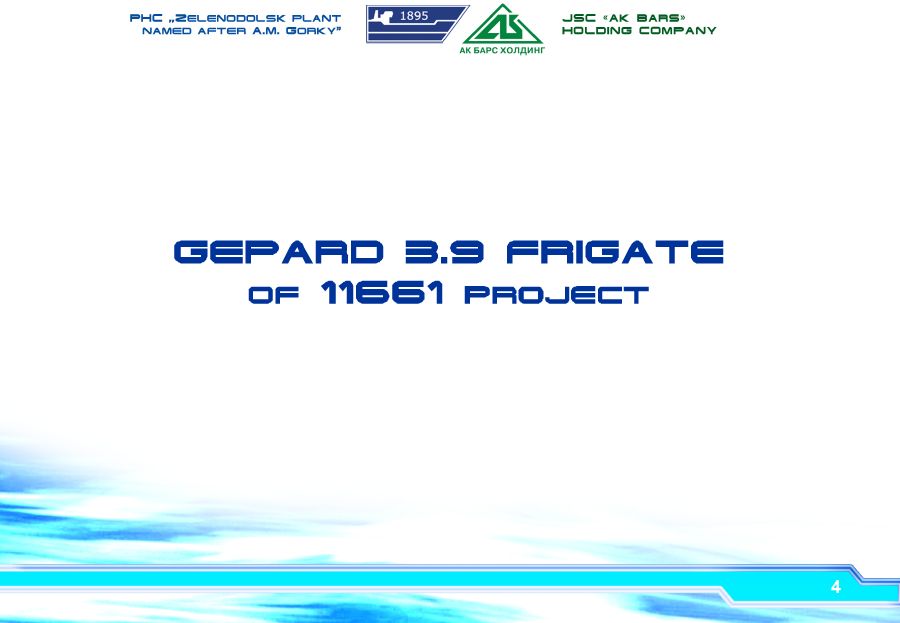 PHC „Zelenodolsk plant
named after A.M. Gorky”
1895
АК БАРС ХОЛДИНГ
JSC «Ak Bars»
holding company
Gepard 3.9 Frigate
of 11661 project
4